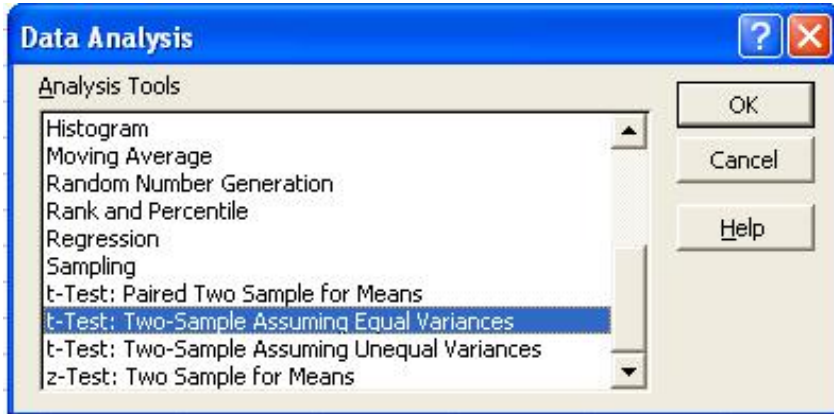 Data Analysis
Analysis Tools
Histogram
Moving Average
Random Number Generation
Rank and Percentile
Regression
Sampling
t-Test: Paired Two Sample for Means
t-Test: Two-Sample Assuming Equal Variances
t-Test: Two-Sample Assuming Unequal Variances
z-Test: Two Sample for Means
OK
Cancel
Help